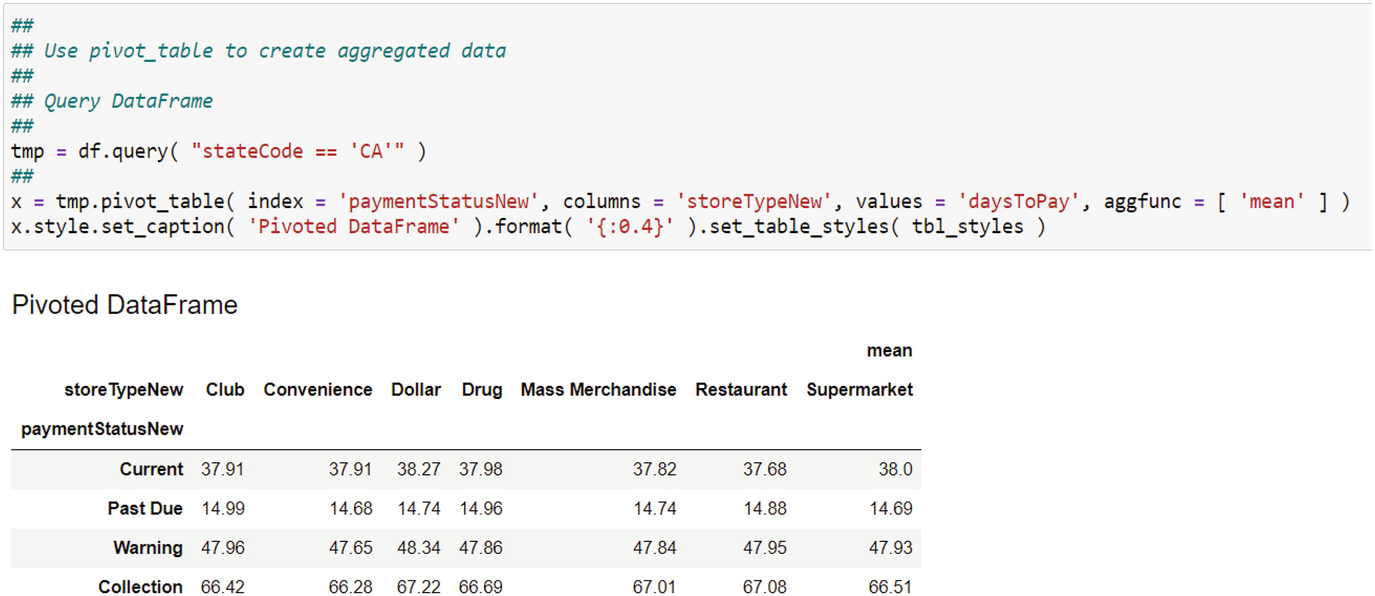 ##
## Use pivot_table to create aggregated data
##
## Query DataFrame
##
tmp = df.query( "stateCode == 'CA'" )
##
x = tmp.pivot_table( index = 'paymentStatusNew', columns = 'storeTypeNew', values = 'daysToPay', aggfunc = [ 'mean' ] )
x.style.set_caption( 'Pivoted DataFrame' ).format( '{:0.4}' ).set_table_styles( tbl_styles )
Pivoted DataFrame
mean
storeTypeNew Club Convenience Dollar Drug Mass Merchandise Restaurant Supermarket
paymentStatusNew
Current 37.91 37.91 38.27 37.98 37.82 37.68 38.0
Past Due 14.99 14.68 14.74 14.96 14.74 14.88 14.69
Warning 47.96 47.65 48.34 47.86 47.84 47.95 47.93
Collection 66.42 66.28 67.22 66.69 67.01 67.08 66.51